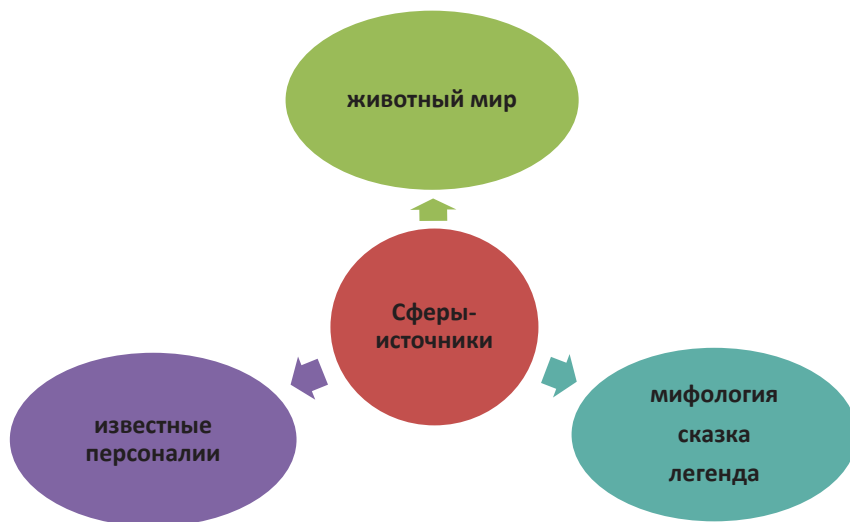 животный мир
Сферы-
источники
известные
персоналии
мифология
сказка
легенда